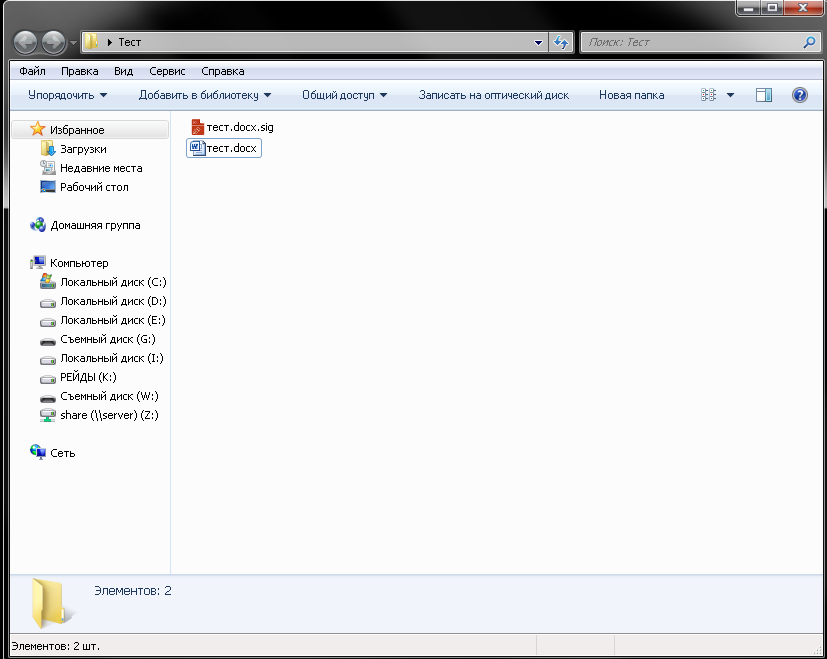 Тест
Поиск: Тест
Файл Правка Вид Сервис Справка
Упорядочить Добавить в библиотеку Общий доступ Записать на оптический диск Новая папка
Избранное
Загрузки
Недавние места
Рабочий стол
Домашняя группа
Компьютер
Локальный диск (C:)
Локальный диск (D:)
Локальный диск (E:)
Съемный диск (G:)
Локальный диск (I:)
РЕЙДЫ (K:)
Съемный диск (W:)
share (\\server) (Z:)
Сеть
тест.docx.sig
тест.docx
Элементов: 2
Элементов: 2 шт.